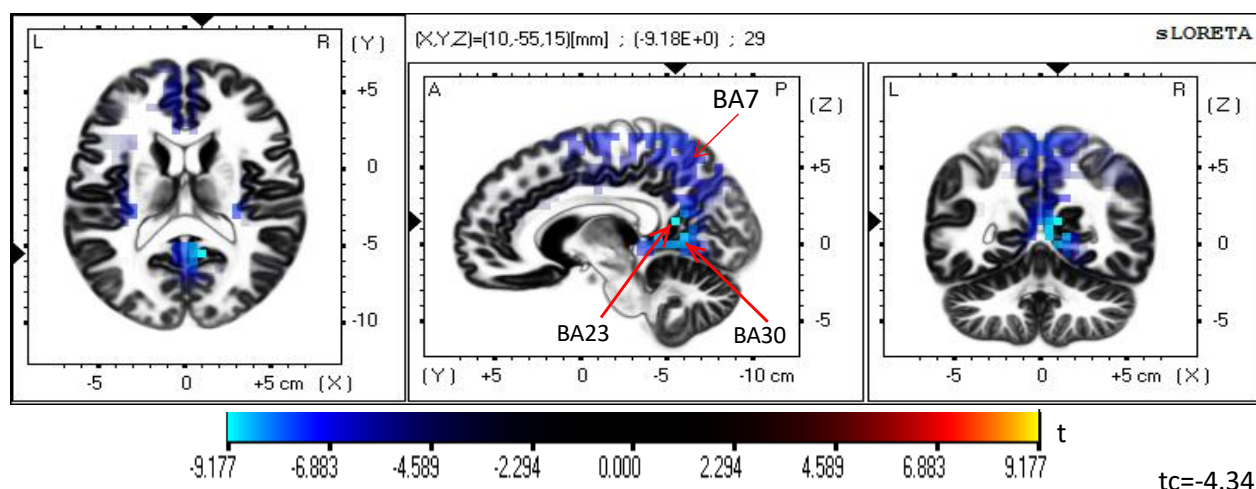 (X,Y,Z)=(10,-55,15)[mm] ; (-9.18E+0) ; 29
sLORETA
L R (Y)
+5
0
-5
-10
-5 0 +5 cm (X)
A P (Z)
BA7
+5
0
-5
BA23 BA30
(Y) +5 0 -5 -10 cm
L R (Z)
+5
0
-5
-5 0 +5 cm (X)
t
-9.177 -6.883 -4.589 -2.294 0.000 2.294 4.589 6.883 9.177
tc=-4.34